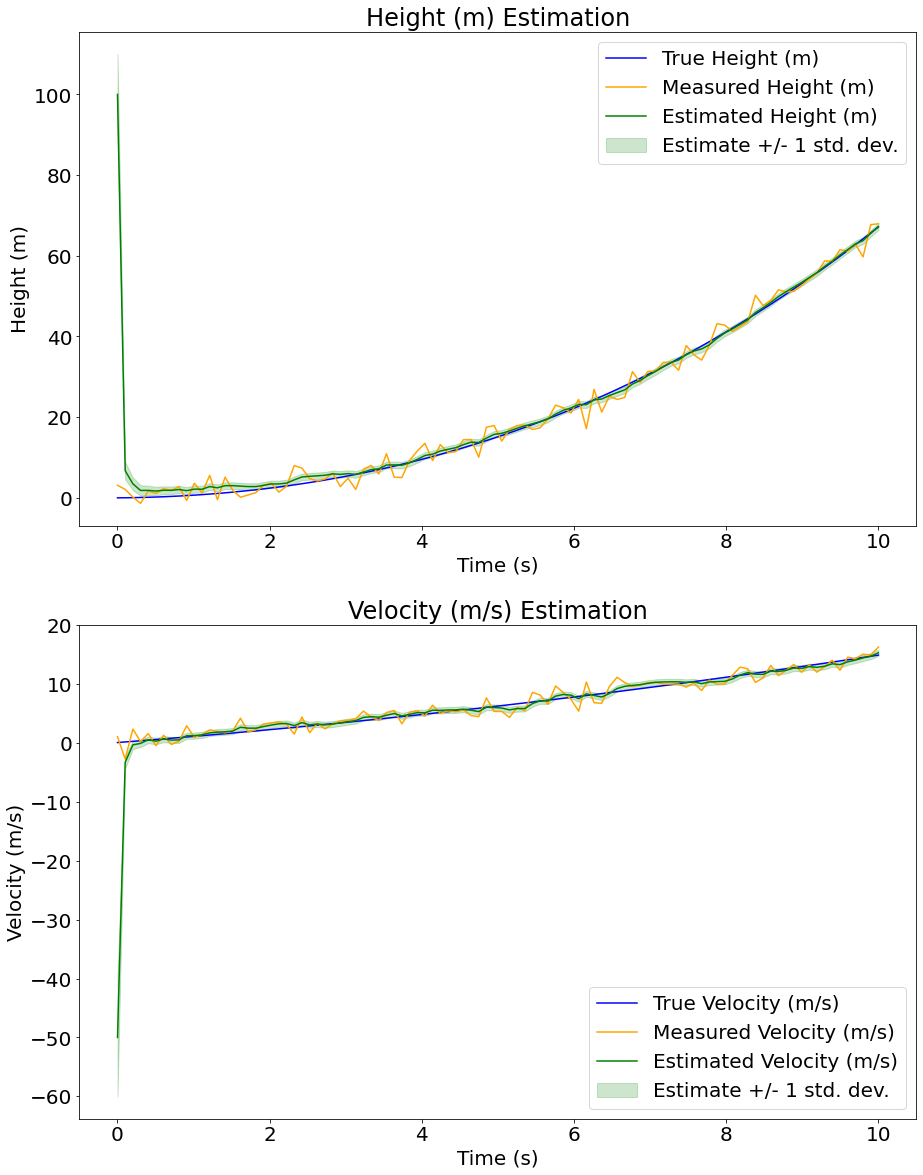 Height (m) Estimation
True Height (m)
Measured Height (m)
Estimated Height (m)
Estimate +/- 1 std. dev.
Height (m)
100
80
60
40
20
0
0 2 4 6 8 10
Time (s)
Velocity (m/s) Estimation
Velocity (m/s)
20
10
0
−10
−20
−30
−40
−50
−60
True Velocity (m/s)
Measured Velocity (m/s)
Estimated Velocity (m/s)
Estimate +/- 1 std. dev.
0 2 4 6 8 10
Time (s)